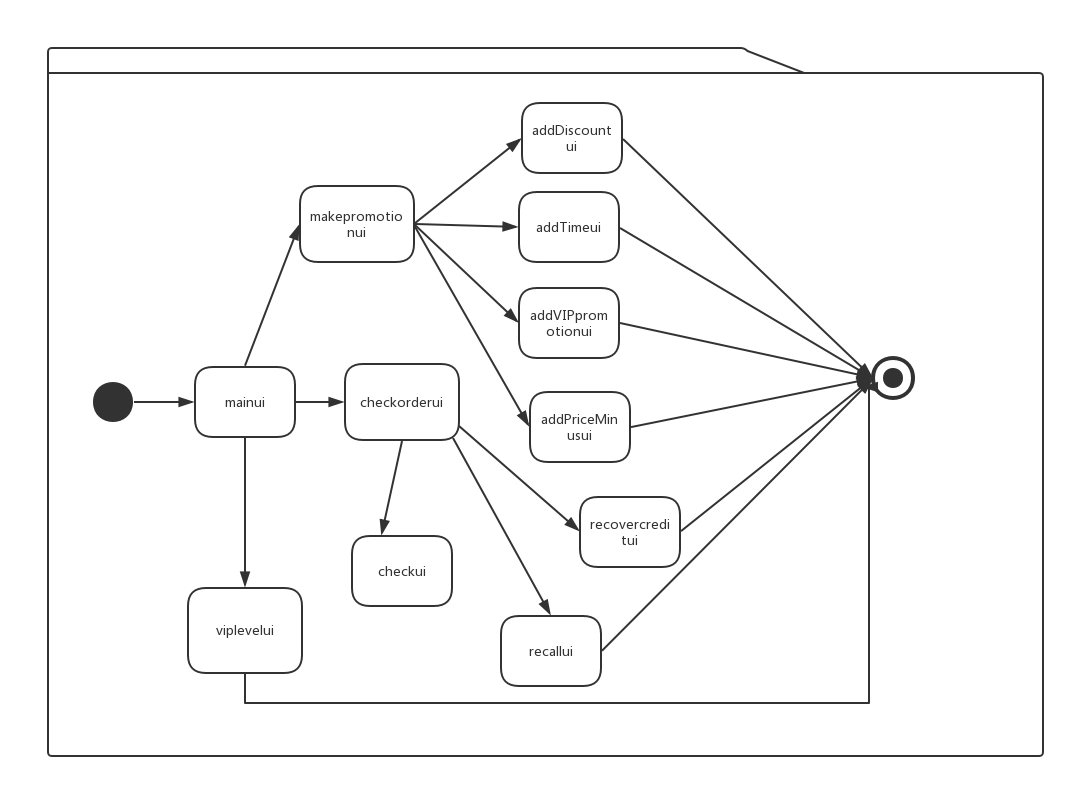 addDiscount
ui
makepromotio
nui
addTimeui
addVIPprom
otionui
mainui
checkorderui
addPriceMin
usui
recovercredi
tui
checkui
viplevelui
recallui